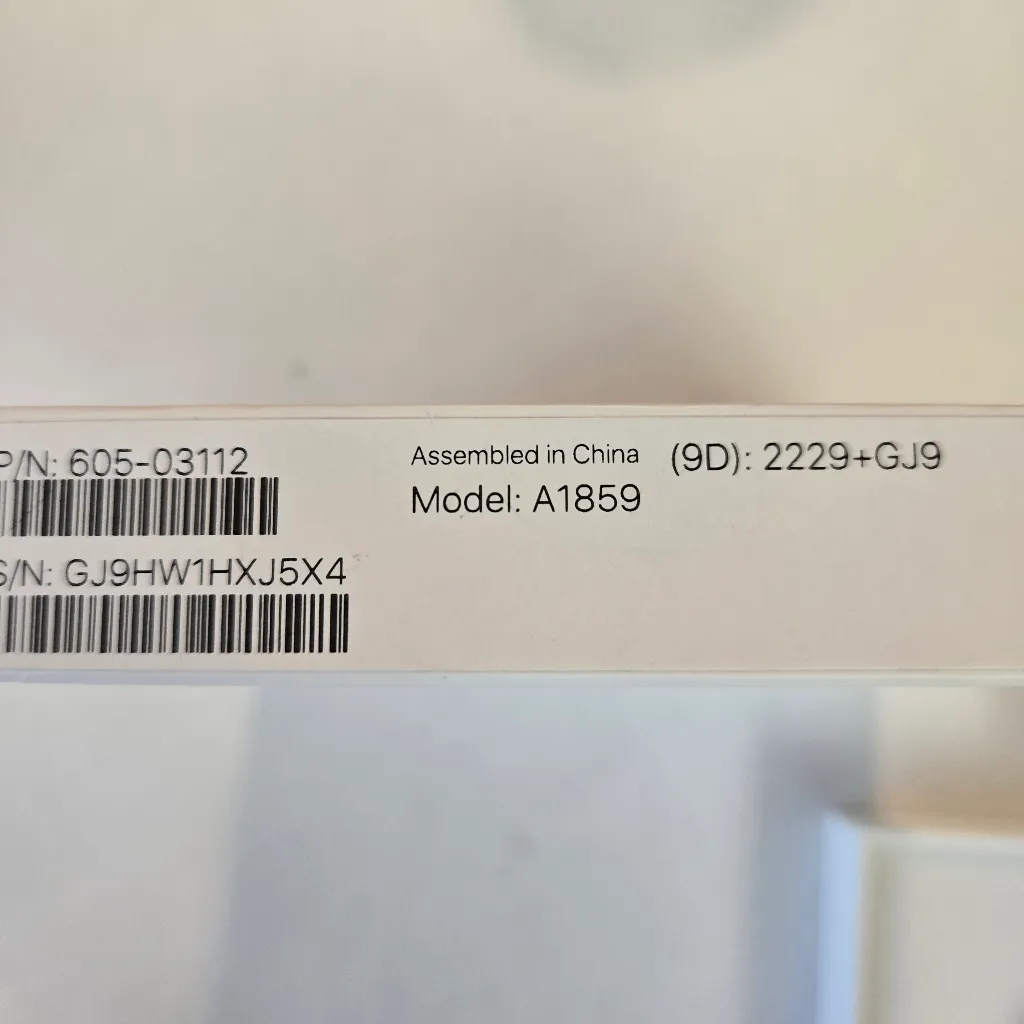 P/N: 605-03112
S/N: GJ9HW1HXJ5X4
Assembled in China
Model: A1859
(9D): 2229+GJ9